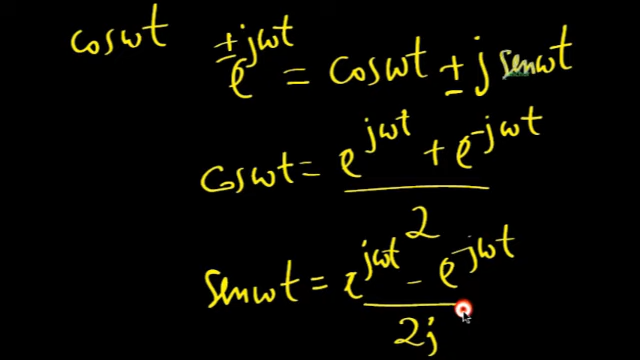 cosωt e^±jωt = cosωt ± j senωt
cosωt = (e^jωt + e^-jωt) / 2
senωt = (e^jωt - e^-jωt) / 2j